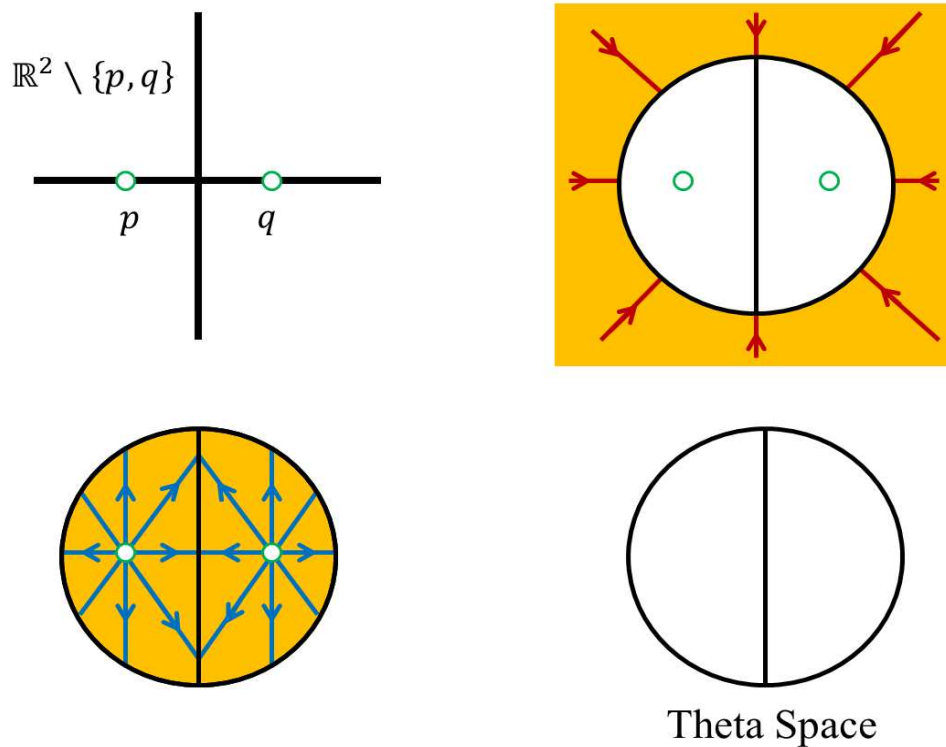 ℝ² \ {p, q}
p
q
Theta Space